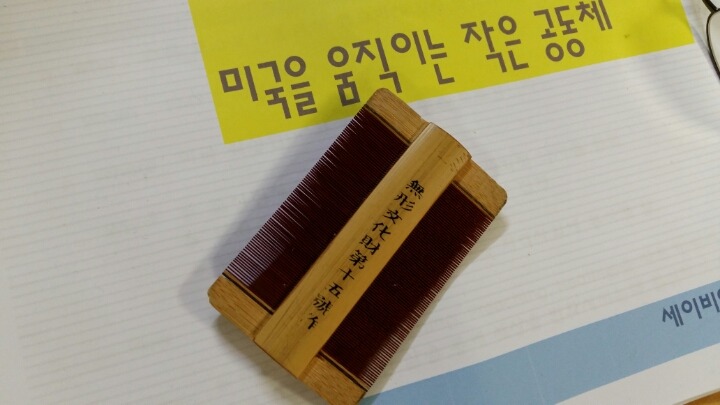 미국을 움직이는 작은 공동체
無形文化財第十五號作
세이비